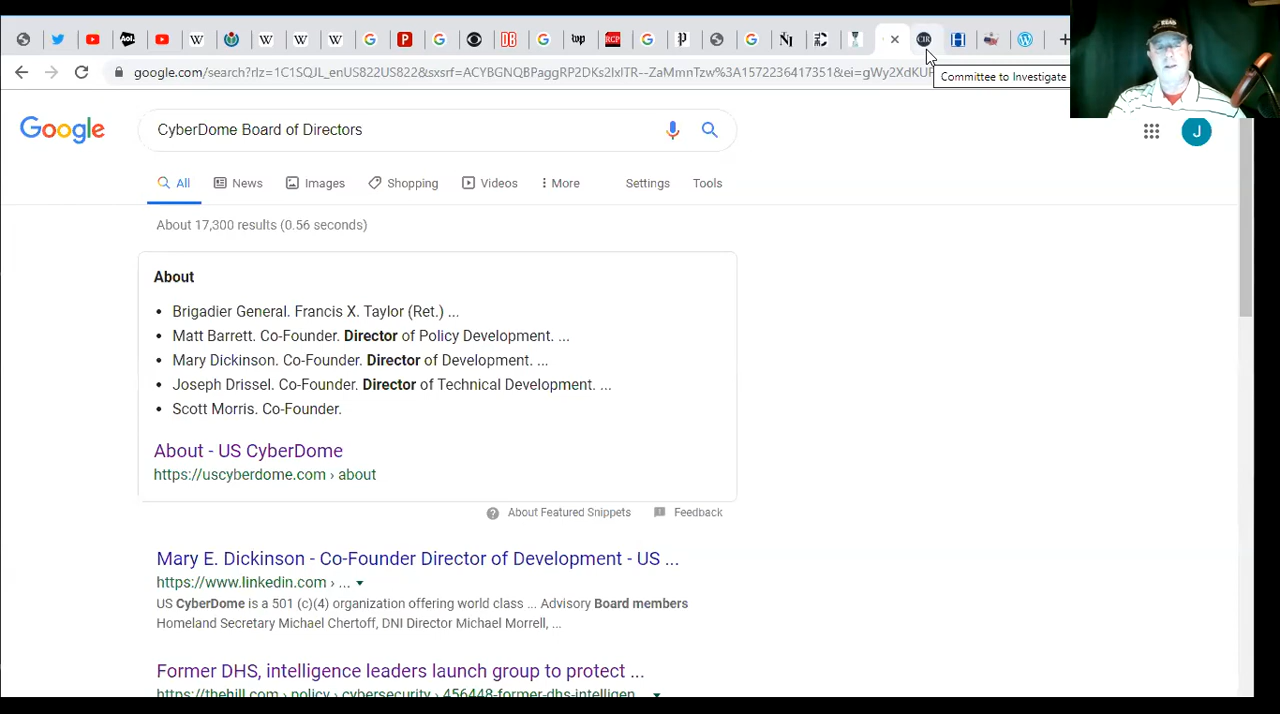 Aol.
W
W
W
W
G
P
G
DB
G
wp
RCP
G
G
CIR
H
google.com/search?rlz=1C1SQJL_enUS822US822&sxsrf=ACYBGNQBPaggRP2DKs2IxITR--ZaMmnTzw%3A1572236417351&ei=gWy2XdKUF
Committee to Investigate
Google
CyberDome Board of Directors
J
All
News
Images
Shopping
Videos
More
Settings
Tools
About 17,300 results (0.56 seconds)
About
• Brigadier General. Francis X. Taylor (Ret.) ...
• Matt Barrett. Co-Founder. Director of Policy Development. ...
• Mary Dickinson. Co-Founder. Director of Development. ...
• Joseph Drissel. Co-Founder. Director of Technical Development. ...
• Scott Morris. Co-Founder.
About - US CyberDome
https://uscyberdome.com › about
About Featured Snippets
Feedback
Mary E. Dickinson - Co-Founder Director of Development - US ...
https://www.linkedin.com › ...
US CyberDome is a 501 (c)(4) organization offering world class ... Advisory Board members
Homeland Secretary Michael Chertoff, DNI Director Michael Morrell, ...
Former DHS, intelligence leaders launch group to protect ...
https://thehill.com › policy › cybersecurity › 456448-former-dhs-intelligen...